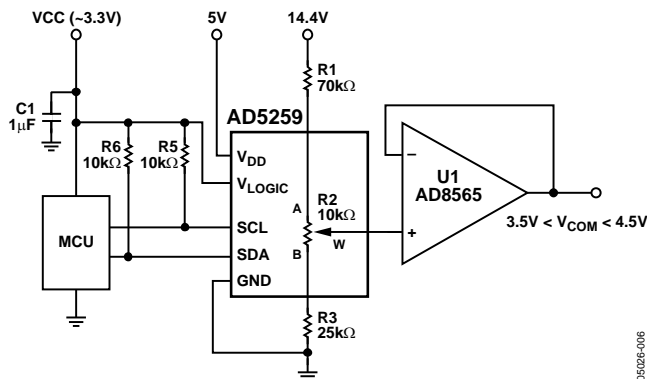 VCC (~3.3V)
5V
14.4V
R1
70kΩ
C1
1μF
AD5259
R6
10kΩ
R5
10kΩ
VDD
VLOGIC
R2
10kΩ
A
W
B
U1
AD8565
−
+
3.5V < VCOM < 4.5V
MCU
SCL
SDA
GND
R3
25kΩ
05026-006